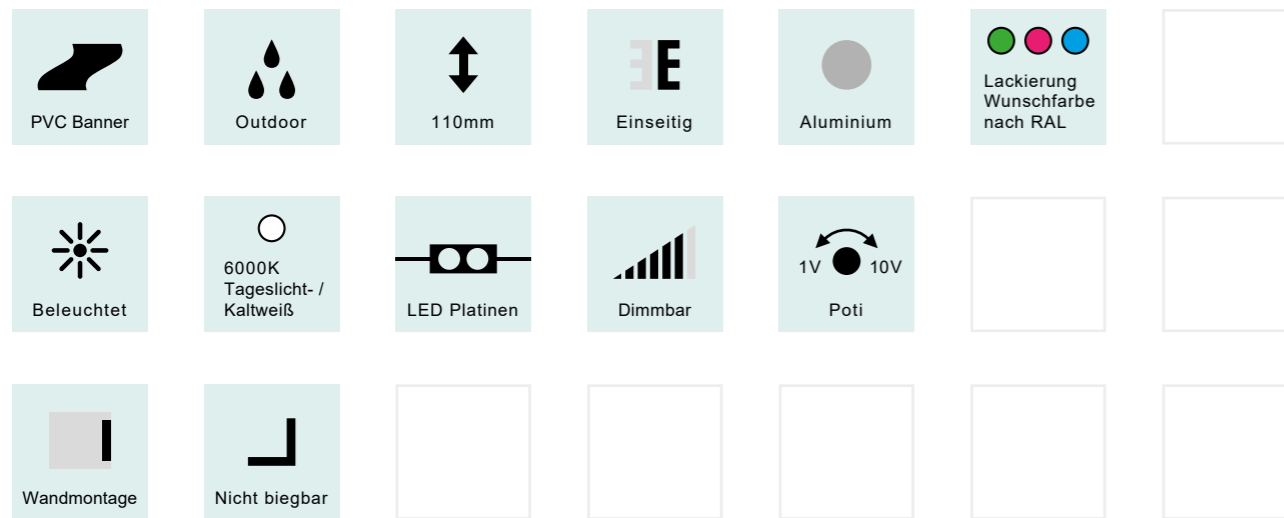 PVC Banner
Outdoor
110mm
Einseitig
Aluminium
Lackierung
Wunschfarbe
nach RAL
Beleuchtet
6000K
Tageslicht- /
Kaltweiß
LED Platinen
Dimmbar
1V 10V
Poti
Wandmontage
Nicht biegbar